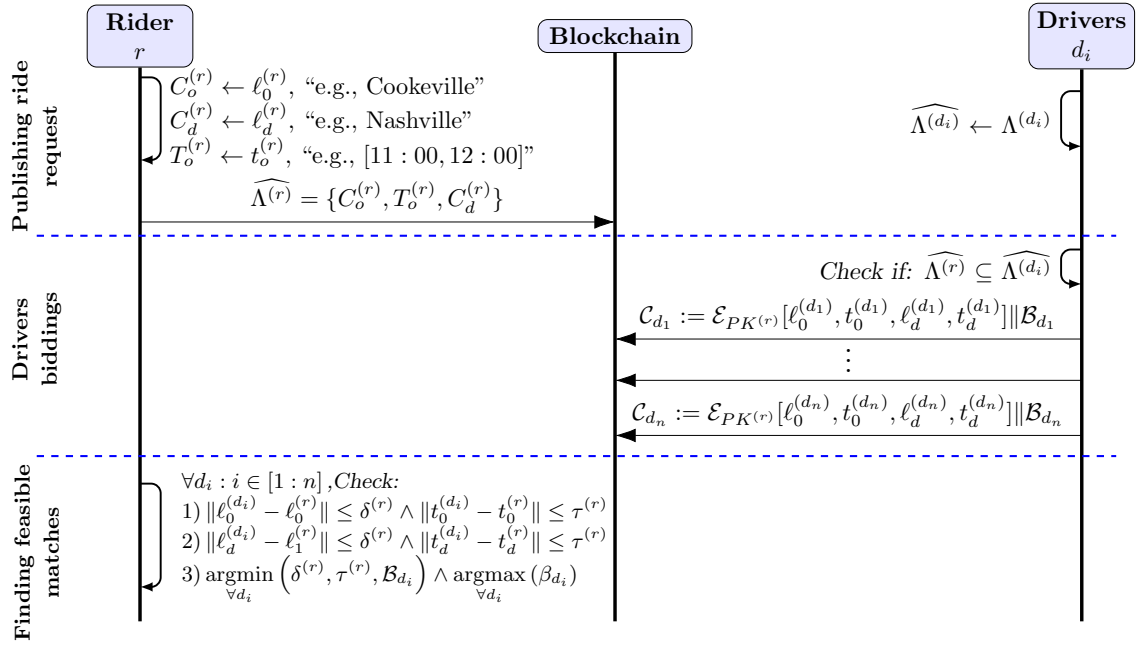 Rider
r
Blockchain
Drivers
d_i
Publishing ride
request
C_o^{(r)} ← ℓ_0^{(r)}, “e.g., Cookeville”
C_d^{(r)} ← ℓ_d^{(r)}, “e.g., Nashville”
T_o^{(r)} ← t_o^{(r)}, “e.g., [11 : 00, 12 : 00]”
\widehat{Λ^{(r)}} = {C_o^{(r)}, T_o^{(r)}, C_d^{(r)}}
\widehat{Λ^{(d_i)}} ← Λ^{(d_i)}
Drivers
biddings
Check if: \widehat{Λ^{(r)}} ⊆ \widehat{Λ^{(d_i)}}
𝒞_{d_1} := ℰ_{PK^{(r)}}[ℓ_0^{(d_1)}, t_0^{(d_1)}, ℓ_d^{(d_1)}, t_d^{(d_1)}]‖ℬ_{d_1}
⋮
𝒞_{d_n} := ℰ_{PK^{(r)}}[ℓ_0^{(d_n)}, t_0^{(d_n)}, ℓ_d^{(d_n)}, t_d^{(d_n)}]‖ℬ_{d_n}
Finding feasible
matches
∀d_i : i ∈ [1 : n] ,Check:
1) ‖ℓ_0^{(d_i)} − ℓ_0^{(r)}‖ ≤ δ^{(r)} ∧ ‖t_0^{(d_i)} − t_0^{(r)}‖ ≤ τ^{(r)}
2) ‖ℓ_d^{(d_i)} − ℓ_1^{(r)}‖ ≤ δ^{(r)} ∧ ‖t_d^{(d_i)} − t_d^{(r)}‖ ≤ τ^{(r)}
3) argmin_{∀d_i} (δ^{(r)}, τ^{(r)}, ℬ_{d_i}) ∧ argmax_{∀d_i} (β_{d_i})